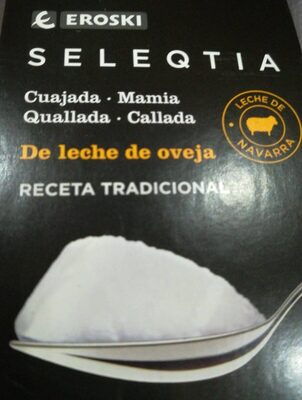 EROSKI
SELEQTIA
Cuajada · Mamia
Quallada · Callada
De leche de oveja
RECETA TRADICIONAL
LECHE DE
NAVARRA